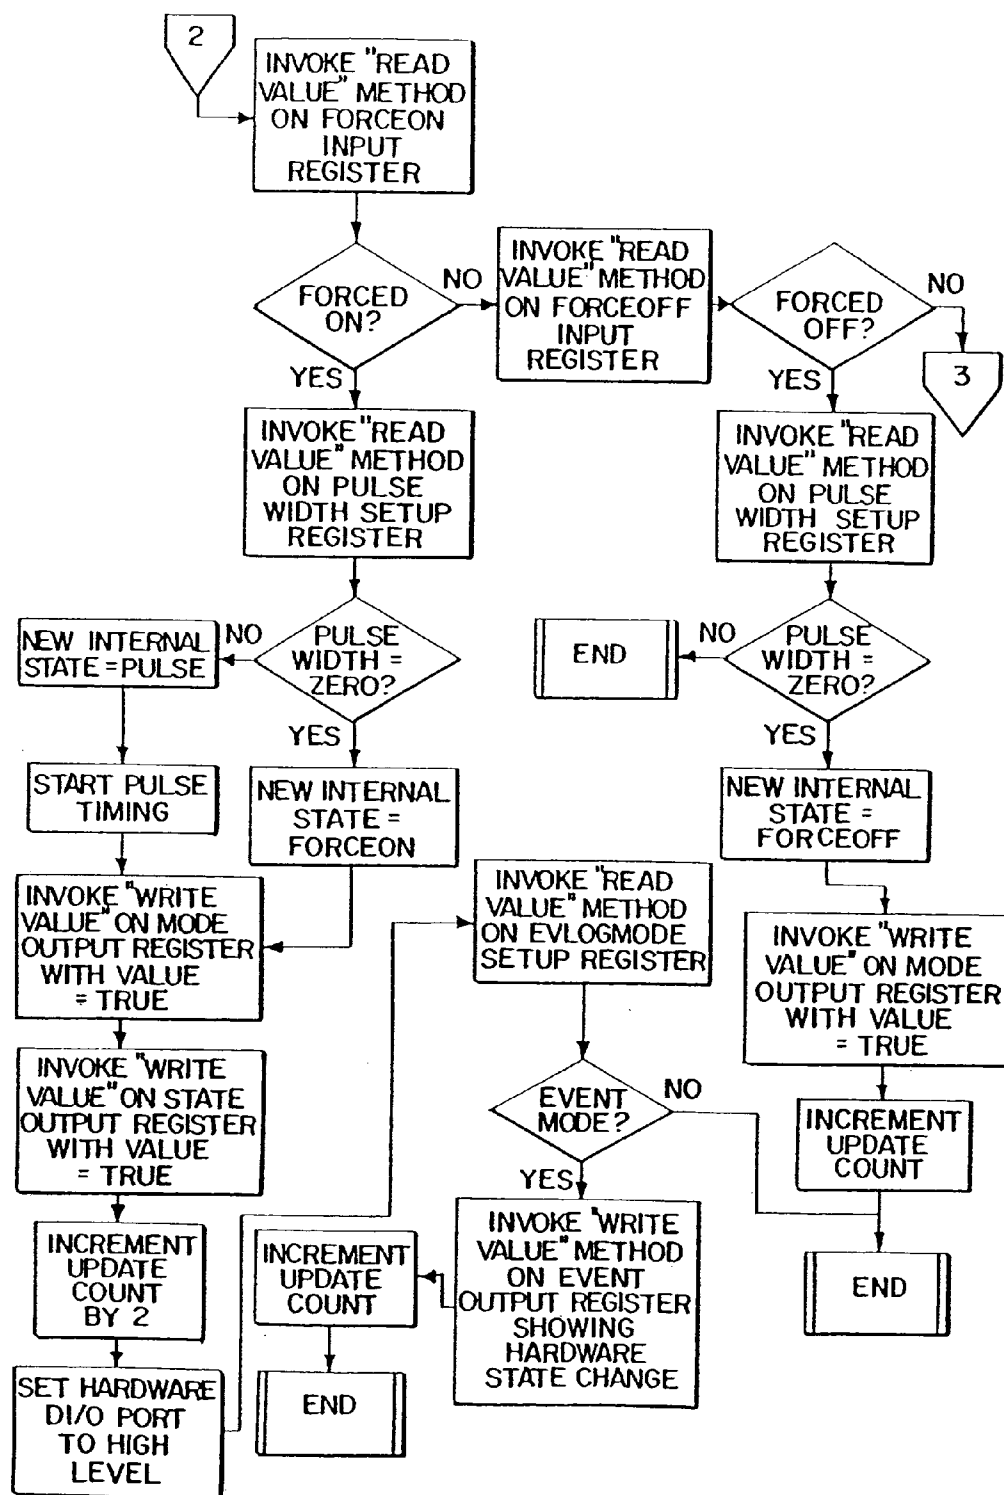 2
INVOKE "READ
VALUE" METHOD
ON FORCEON
INPUT
REGISTER
FORCED
ON?
NO
YES
INVOKE "READ
VALUE" METHOD
ON FORCEOFF
INPUT
REGISTER
FORCED
OFF?
NO
YES
3
INVOKE "READ
VALUE" METHOD
ON PULSE
WIDTH SETUP
REGISTER
INVOKE "READ
VALUE" METHOD
ON PULSE
WIDTH SETUP
REGISTER
NEW INTERNAL
STATE = PULSE
NO
PULSE
WIDTH =
ZERO?
YES
END
NO
PULSE
WIDTH =
ZERO?
YES
START PULSE
TIMING
NEW INTERNAL
STATE =
FORCEON
NEW INTERNAL
STATE =
FORCEOFF
INVOKE "WRITE
VALUE" ON MODE
OUTPUT REGISTER
WITH VALUE
= TRUE
INVOKE "READ
VALUE" METHOD
ON EVLOGMODE
SETUP REGISTER
INVOKE "WRITE
VALUE" ON MODE
OUTPUT REGISTER
WITH VALUE
= TRUE
INVOKE "WRITE
VALUE" ON STATE
OUTPUT REGISTER
WITH VALUE
= TRUE
EVENT
MODE?
NO
YES
INCREMENT
UPDATE
COUNT
INCREMENT
UPDATE
COUNT
BY 2
INCREMENT
UPDATE
COUNT
INVOKE "WRITE
VALUE" METHOD
ON EVENT
OUTPUT REGISTER
SHOWING
HARDWARE
STATE CHANGE
END
SET HARDWARE
DI/O PORT
TO HIGH
LEVEL
END